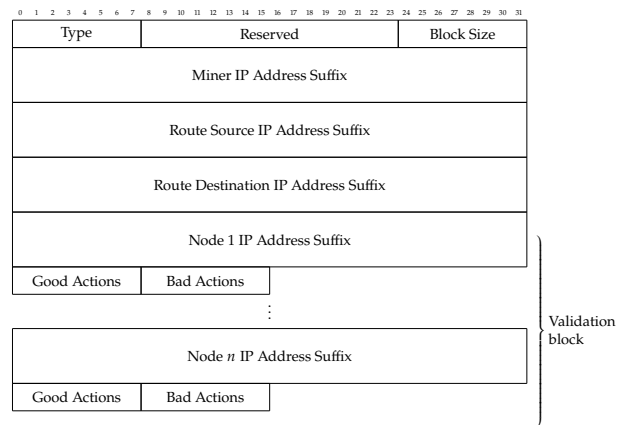 0 1 2 3 4 5 6 7 8 9 10 11 12 13 14 15 16 17 18 19 20 21 22 23 24 25 26 27 28 29 30 31
Type Reserved Block Size
Miner IP Address Suffix
Route Source IP Address Suffix
Route Destination IP Address Suffix
Node 1 IP Address Suffix
Good Actions Bad Actions
⋮
Validation
block
Node n IP Address Suffix
Good Actions Bad Actions